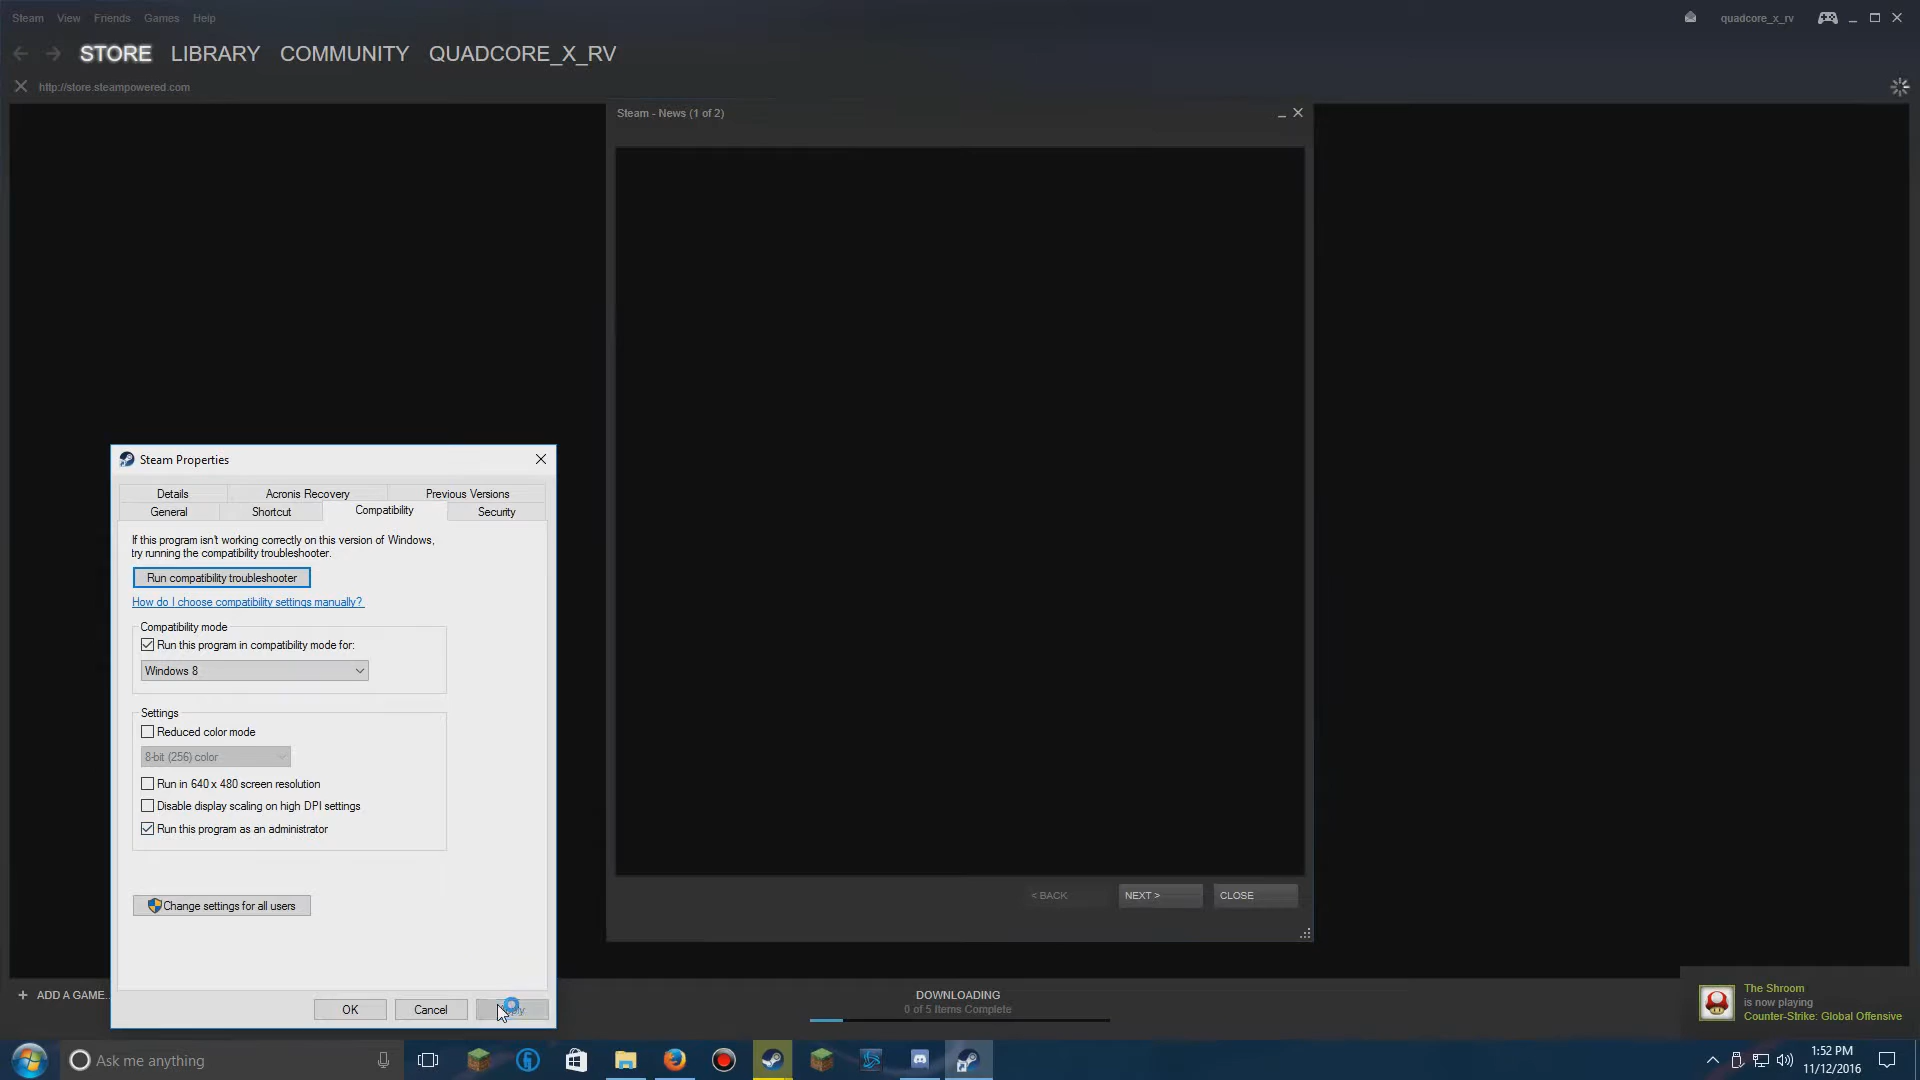 Steam View Friends Games Help
quadcore_x_rv
STORE LIBRARY COMMUNITY QUADCORE_X_RV
http://store.steampowered.com
Steam - News (1 of 2)
Steam Properties
Details Acronis Recovery Previous Versions
General Shortcut Compatibility Security
If this program isn't working correctly on this version of Windows,
try running the compatibility troubleshooter.
Run compatibility troubleshooter
How do I choose compatibility settings manually?
Compatibility mode
Run this program in compatibility mode for:
Windows 8
Settings
Reduced color mode
8-bit (256) color
Run in 640 x 480 screen resolution
Disable display scaling on high DPI settings
Run this program as an administrator
Change settings for all users
OK Cancel
< BACK NEXT > CLOSE
+ ADD A GAME...
DOWNLOADING
0 of 5 Items Complete
The Shroom
is now playing
Counter-Strike: Global Offensive
Ask me anything
1:52 PM
11/12/2016